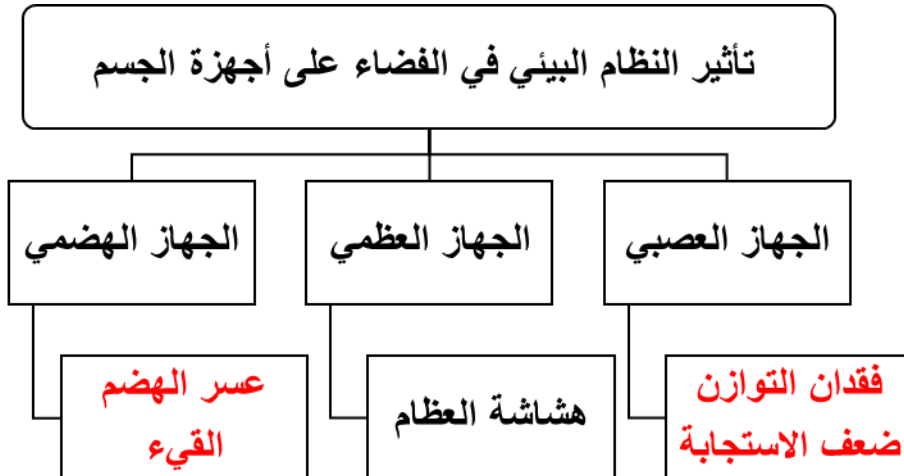 تأثير النظام البيئي في الفضاء على أجهزة الجسم
الجهاز العصبي
الجهاز العظمي
الجهاز الهضمي
فقدان التوازن
ضعف الاستجابة
هشاشة العظام
عسر الهضم
القيء